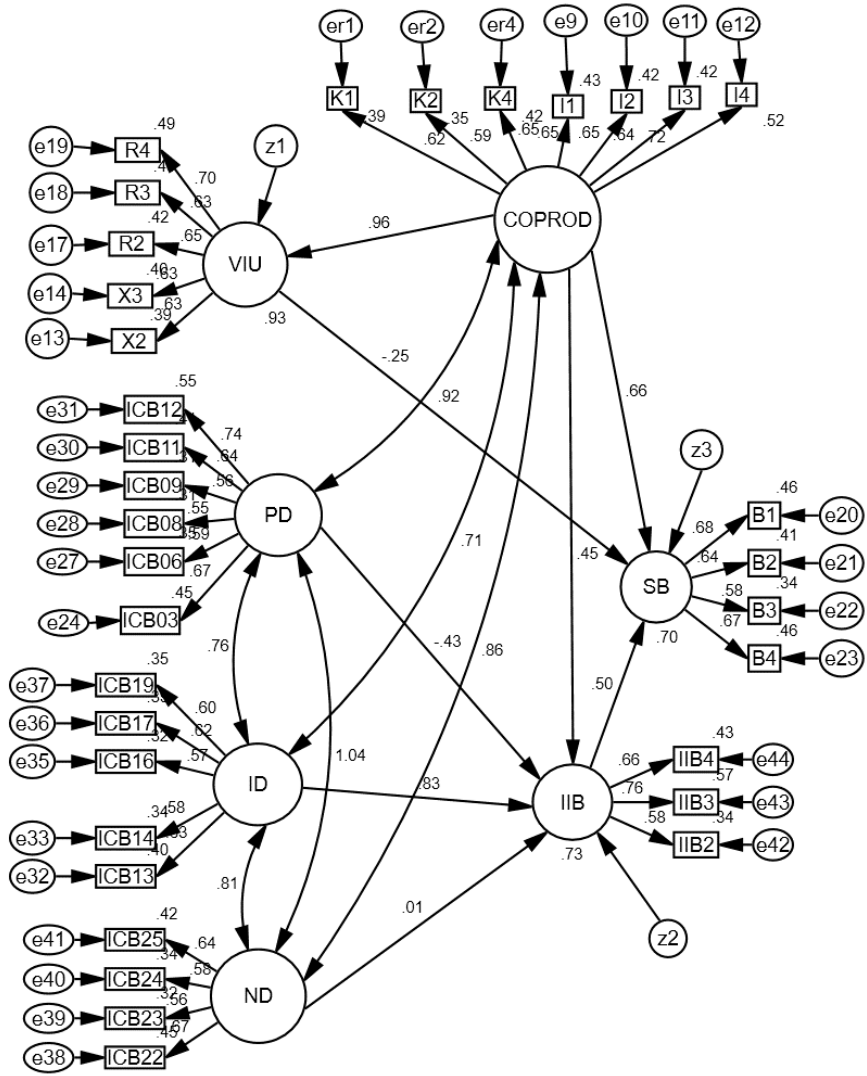 er1 er2 er4 e9 e10 e11 e12
K1 K2 K4 I1 I2 I3 I4
.39 .35 .42 .43 .42 .42 .52
.62 .59 .65 .65 .65 .64 .72
COPROD
e19 R4 .49 .70
e18 R3 .63
e17 R2 .42 .65
e14 X3 .40 .63
e13 X2 .39 .63
z1
VIU
.93
.96
-.25
.92
.66
e31 ICB12 .55 .74
e30 ICB11 .64
e29 ICB09 .56
e28 ICB08 .55
e27 ICB06 .35 .59
e24 ICB03 .45 .67
PD
.71
.45
.86
-.43
.76
1.04
z3
SB
.70
.68 B1 .46 e20
.64 B2 .41 e21
.58 B3 .34 e22
.67 B4 .46 e23
.50
e37 ICB19 .35 .60
e36 ICB17 .62
e35 ICB16 .32 .57
e33 ICB14 .34 .58
e32 ICB13 .40
ID
.83
.81
IIB
.73
.66 IIB4 .43 e44
.76 IIB3 .57 e43
.58 IIB2 .34 e42
z2
.01
e41 ICB25 .42 .64
e40 ICB24 .34 .58
e39 ICB23 .32 .56
e38 ICB22 .45 .67
ND